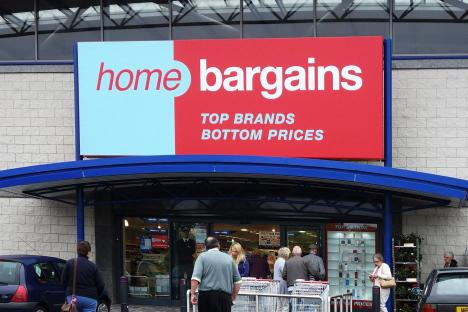 home bargains
TOP BRANDS
BOTTOM PRICES